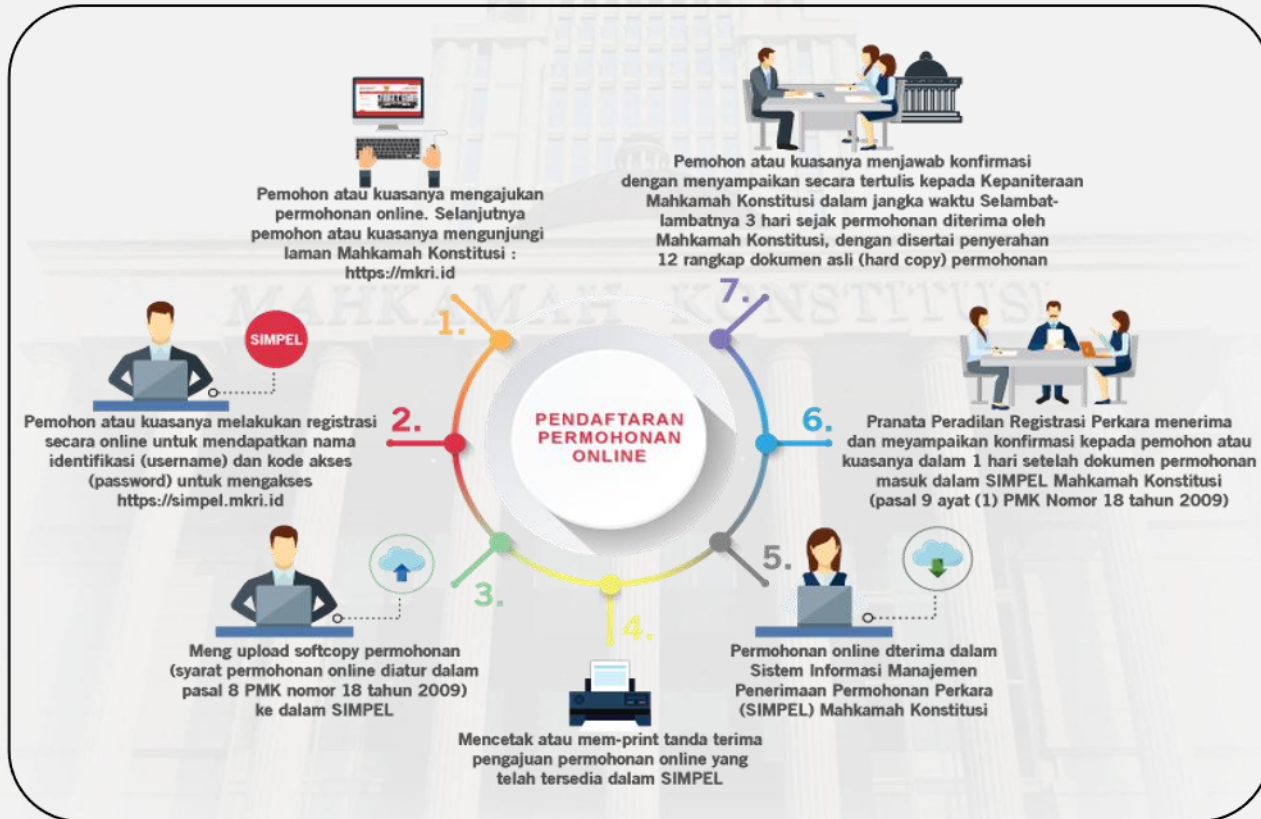 Pemohon atau kuasanya mengajukan
permohonan online. Selanjutnya
pemohon atau kuasanya mengunjungi
laman Mahkamah Konstitusi :
https://mkri.id
1.
SIMPEL
Pemohon atau kuasanya melakukan registrasi
secara online untuk mendapatkan nama
identifikasi (username) dan kode akses
(password) untuk mengakses
https://simpel.mkri.id
2.
Meng upload softcopy permohonan
(syarat permohonan online diatur dalam
pasal 8 PMK nomor 18 tahun 2009)
ke dalam SIMPEL
3.
4.
Mencetak atau mem-print tanda terima
pengajuan permohonan online yang
telah tersedia dalam SIMPEL
5.
Permohonan online dterima dalam
Sistem Informasi Manajemen
Penerimaan Permohonan Perkara
(SIMPEL) Mahkamah Konstitusi
6.
Pranata Peradilan Registrasi Perkara menerima
dan meyampaikan konfirmasi kepada pemohon atau
kuasanya dalam 1 hari setelah dokumen permohonan
masuk dalam SIMPEL Mahkamah Konstitusi
(pasal 9 ayat (1) PMK Nomor 18 tahun 2009)
7.
Pemohon atau kuasanya menjawab konfirmasi
dengan menyampaikan secara tertulis kepada Kepaniteraan
Mahkamah Konstitusi dalam jangka waktu Selambat-
lambatnya 3 hari sejak permohonan diterima oleh
Mahkamah Konstitusi, dengan disertai penyerahan
12 rangkap dokumen asli (hard copy) permohonan
PENDAFTARAN
PERMOHONAN
ONLINE
MAHKAMAH KONSTITUSI